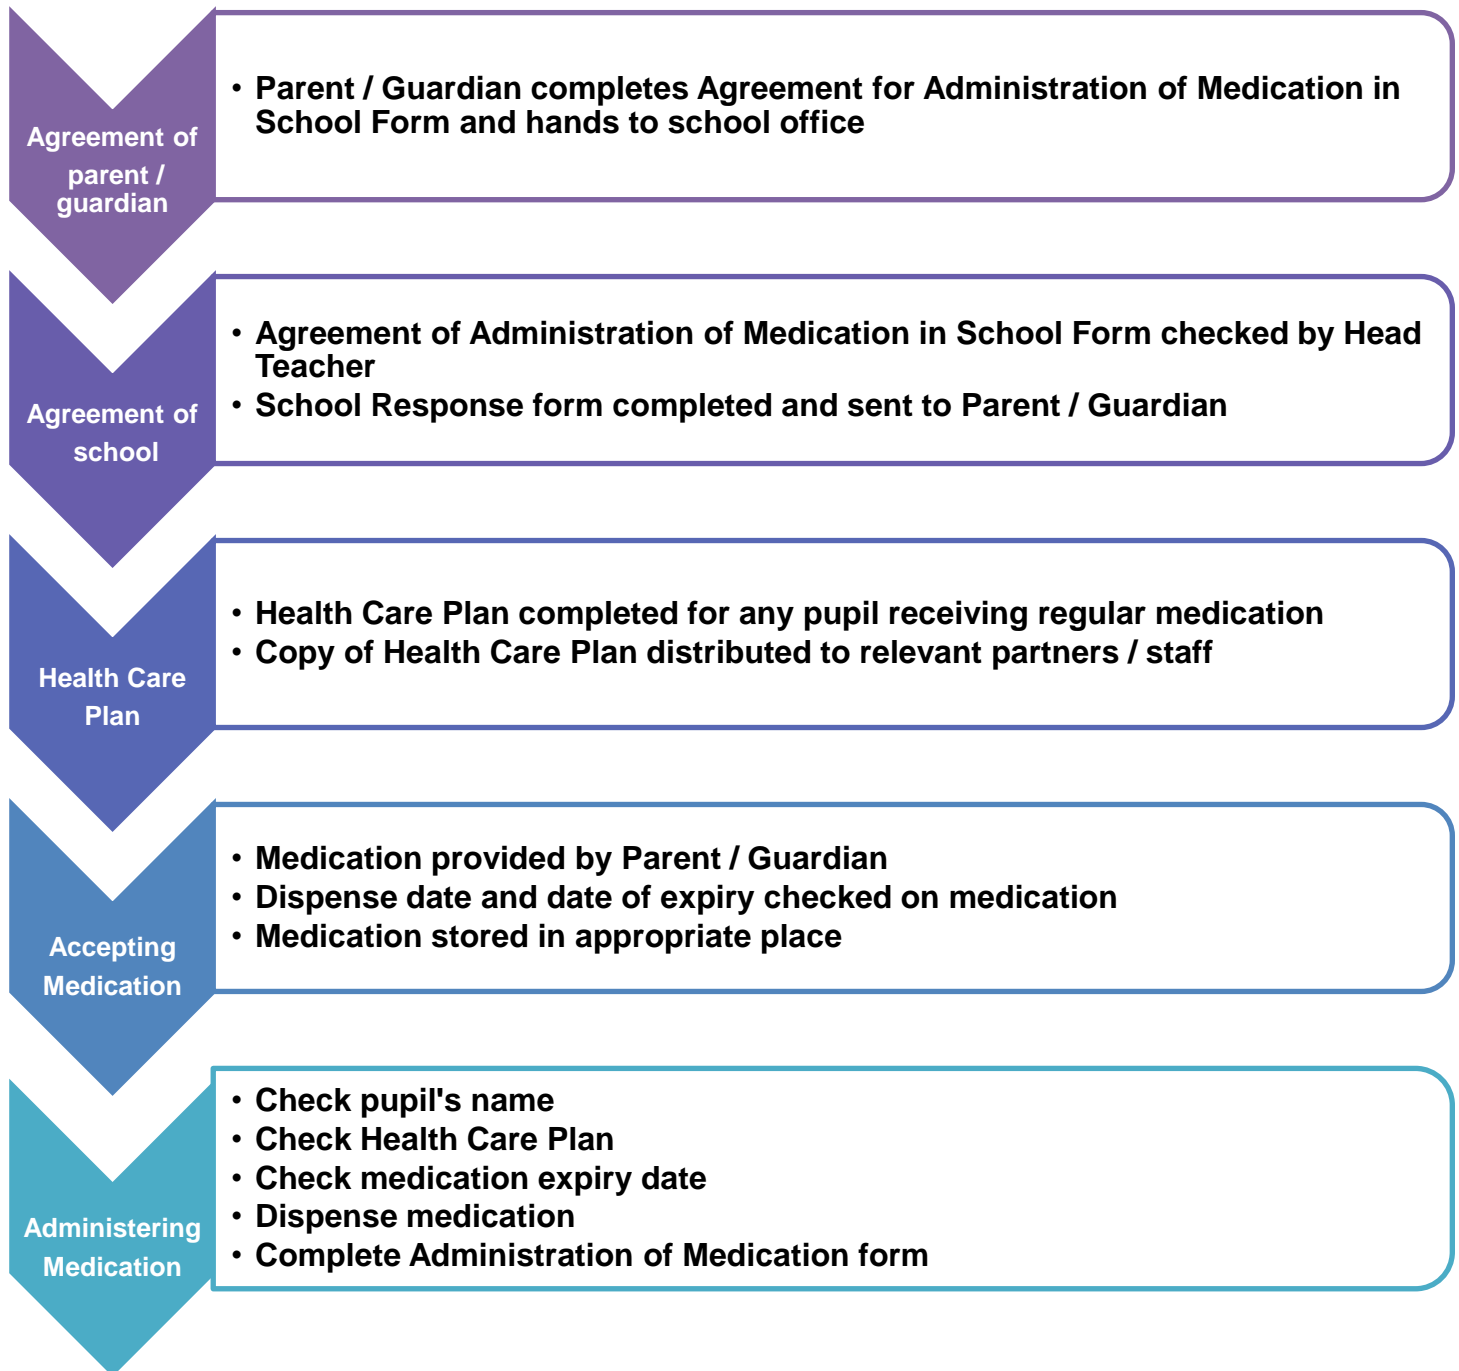 Agreement of
parent /
guardian
• Parent / Guardian completes Agreement for Administration of Medication in
School Form and hands to school office
Agreement of
school
• Agreement of Administration of Medication in School Form checked by Head
Teacher
• School Response form completed and sent to Parent / Guardian
Health Care
Plan
• Health Care Plan completed for any pupil receiving regular medication
• Copy of Health Care Plan distributed to relevant partners / staff
Accepting
Medication
• Medication provided by Parent / Guardian
• Dispense date and date of expiry checked on medication
• Medication stored in appropriate place
Administering
Medication
• Check pupil's name
• Check Health Care Plan
• Check medication expiry date
• Dispense medication
• Complete Administration of Medication form